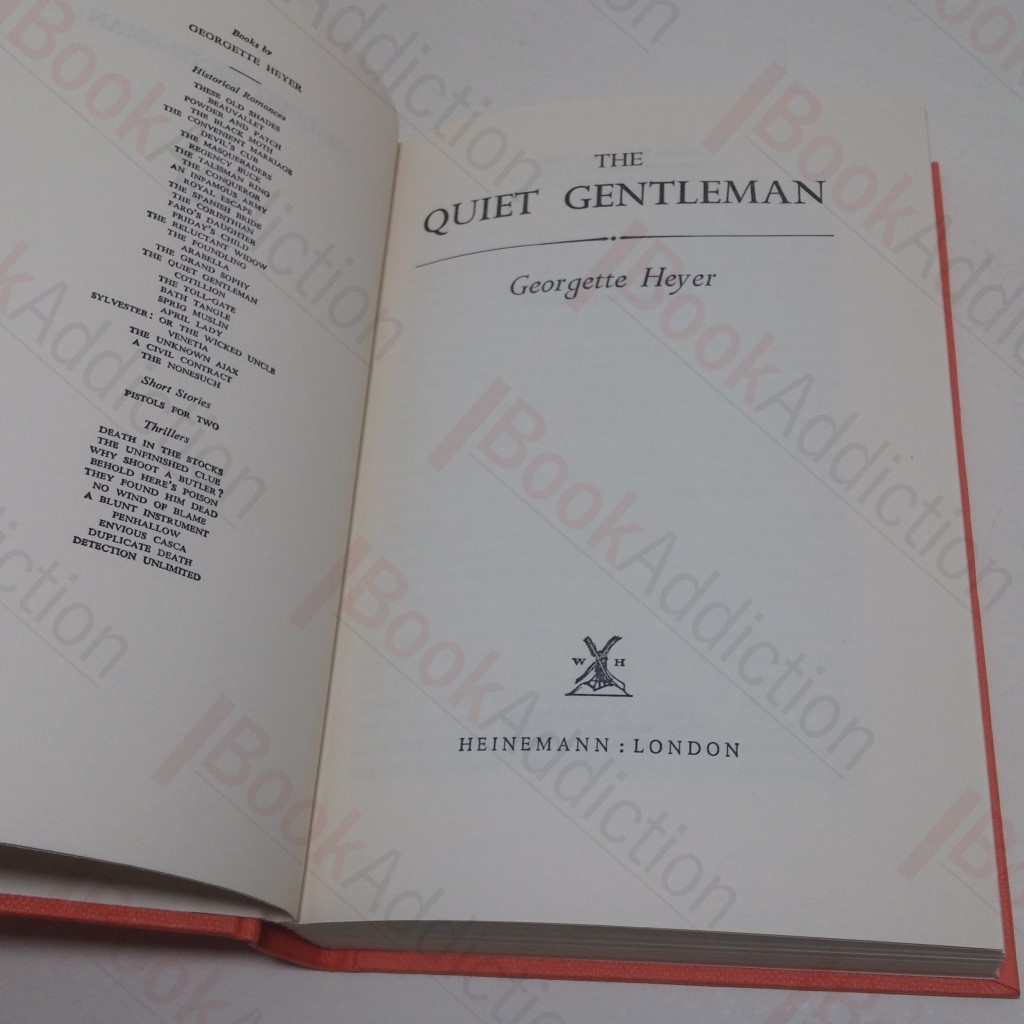 Books by
GEORGETTE HEYER
Historical Romances
THESE OLD SHADES
BEAUVALLET
POWDER AND PATCH
THE BLACK MOTH
THE CONVENIENT MARRIAGE
DEVIL'S CUB
THE MASQUERADERS
REGENCY BUCK
THE TALISMAN RING
THE CONQUEROR
AN INFAMOUS ARMY
ROYAL ESCAPE
THE SPANISH BRIDE
THE CORINTHIAN
FARO'S DAUGHTER
FRIDAY'S CHILD
THE RELUCTANT WIDOW
THE FOUNDLING
ARABELLA
THE GRAND SOPHY
THE QUIET GENTLEMAN
COTILLION
THE TOLL-GATE
BATH TANGLE
SPRIG MUSLIN
APRIL LADY
SYLVESTER: OR THE WICKED UNCLE
VENETIA
THE UNKNOWN AJAX
A CIVIL CONTRACT
THE NONESUCH
Short Stories
PISTOLS FOR TWO
Thrillers
DEATH IN THE STOCKS
THE UNFINISHED CLUE
WHY SHOOT A BUTLER?
BEHOLD HERE'S POISON
THEY FOUND HIM DEAD
NO WIND OF BLAME
A BLUNT INSTRUMENT
PENHALLOW
ENVIOUS CASCA
DUPLICATE DEATH
DETECTION UNLIMITED
THE
QUIET GENTLEMAN
Georgette Heyer
W H
HEINEMANN : LONDON
BookAddiction